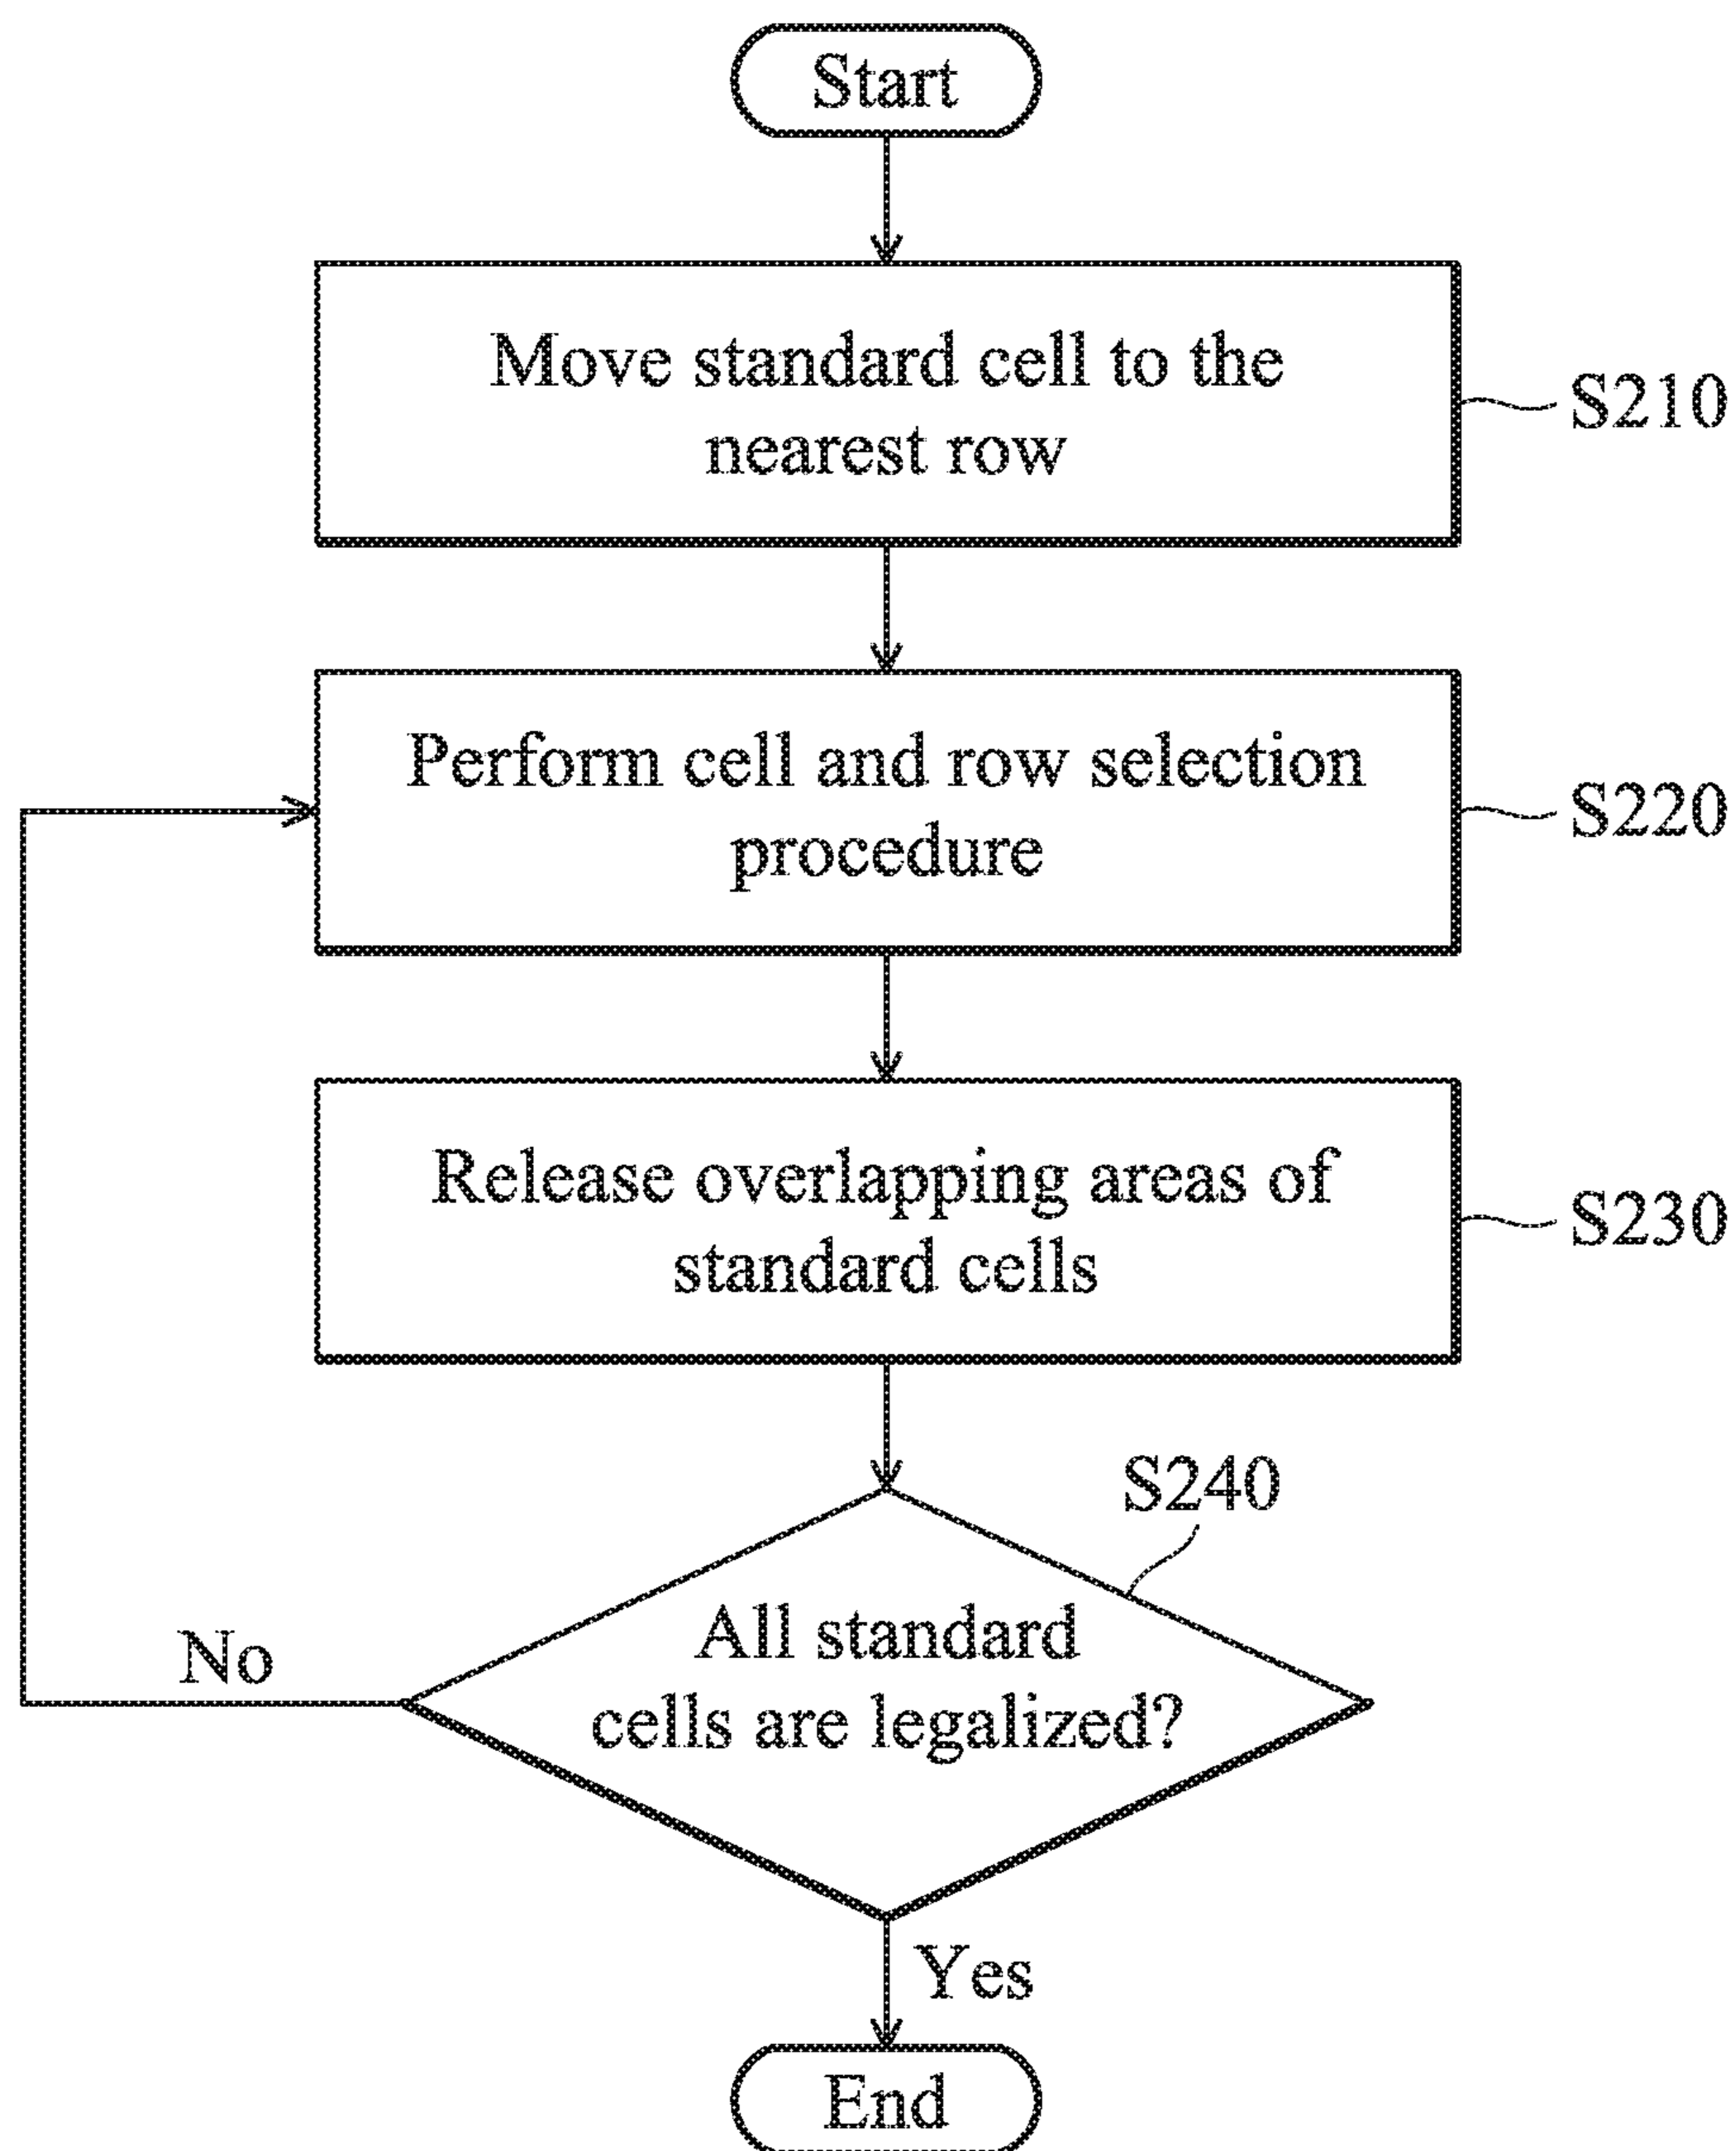 Start
Move standard cell to the
nearest row
S210
Perform cell and row selection
procedure
S220
Release overlapping areas of
standard cells
S230
S240
All standard
cells are legalized?
No
Yes
End